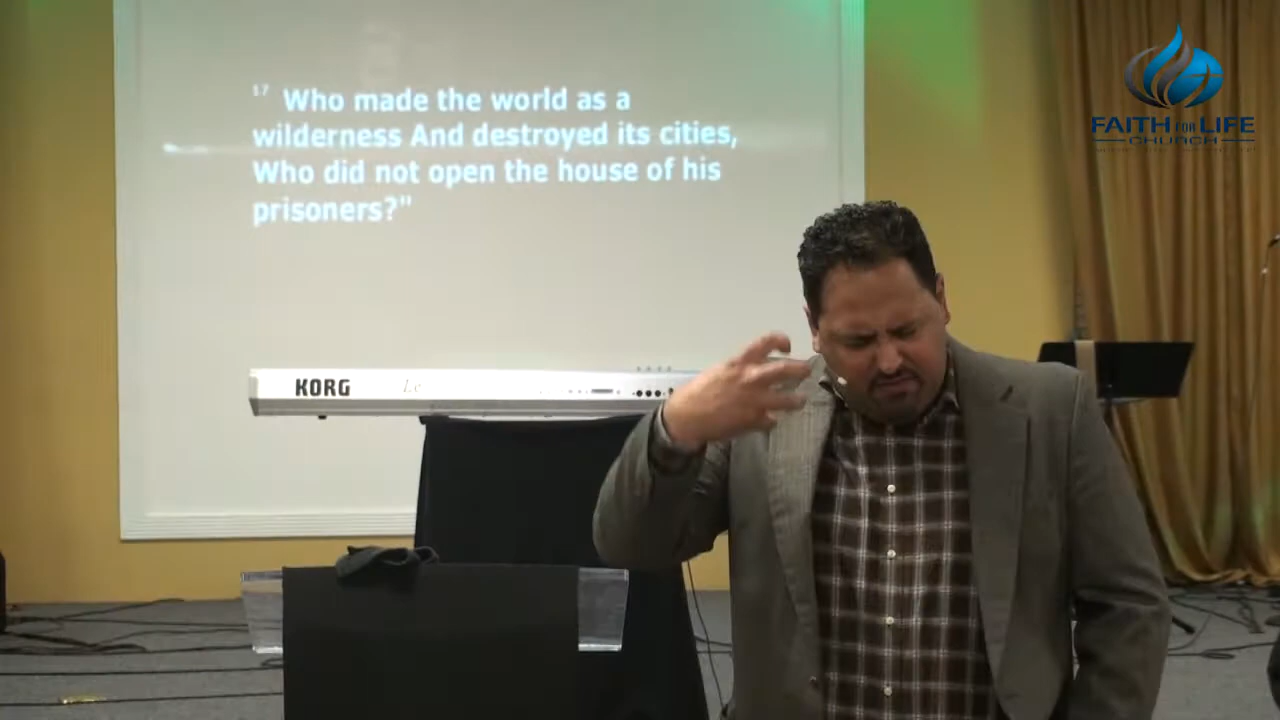 17 Who made the world as a
wilderness And destroyed its cities,
Who did not open the house of his
prisoners?"
FAITH FOR LIFE
CHURCH
KORG Le